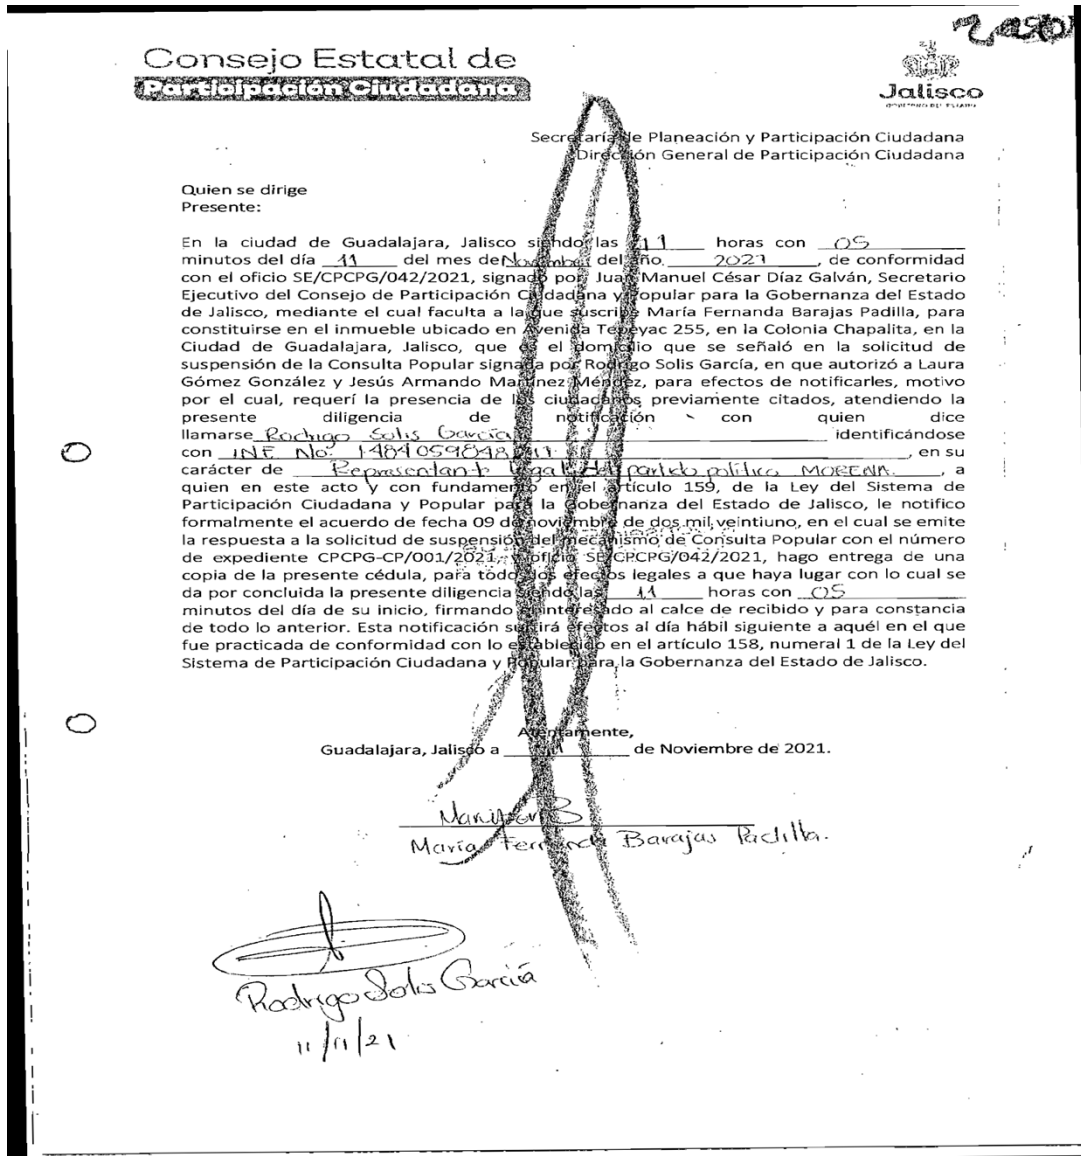 Consejo Estatal de
Participación Ciudadana
Jalisco
GOBIERNO DEL ESTADO
Secretaría de Planeación y Participación Ciudadana
Dirección General de Participación Ciudadana
Quien se dirige
Presente:
En la ciudad de Guadalajara, Jalisco siendo las 11 horas con 05
minutos del día 11 del mes de Noviembre del año 2021, de conformidad
con el oficio SE/CPCPG/042/2021, signado por Juan Manuel César Díaz Galván, Secretario
Ejecutivo del Consejo de Participación Ciudadana y Popular para la Gobernanza del Estado
de Jalisco, mediante el cual faculta a la que suscribe María Fernanda Barajas Padilla, para
constituirse en el inmueble ubicado en Avenida Tepeyac 255, en la Colonia Chapalita, en la
Ciudad de Guadalajara, Jalisco, que es el domicilio que se señaló en la solicitud de
suspensión de la Consulta Popular signada por Rodrigo Solis García, en que autorizó a Laura
Gómez González y Jesús Armando Martínez Méndez, para efectos de notificarles, motivo
por el cual, requerí la presencia de los ciudadanos previamente citados, atendiendo la
presente diligencia de notificación con quien dice
llamarse Rodrigo Solis García identificándose
con INE No. , en su
carácter de Representante legal del partido político MORENA. , a
quien en este acto y con fundamento en el artículo 159, de la Ley del Sistema de
Participación Ciudadana y Popular para la Gobernanza del Estado de Jalisco, le notifico
formalmente el acuerdo de fecha 09 de noviembre de dos mil veintiuno, en el cual se emite
la respuesta a la solicitud de suspensión del mecanismo de Consulta Popular con el número
de expediente CPCPG-CP/001/2021, y oficio SE/CPCPG/042/2021, hago entrega de una
copia de la presente cédula, para todos los efectos legales a que haya lugar con lo cual se
da por concluida la presente diligencia siendo las 11 horas con 05
minutos del día de su inicio, firmando el interesado al calce de recibido y para constancia
de todo lo anterior. Esta notificación surtirá efectos al día hábil siguiente a aquél en el que
fue practicada de conformidad con lo establecido en el artículo 158, numeral 1 de la Ley del
Sistema de Participación Ciudadana y Popular para la Gobernanza del Estado de Jalisco.
Atentamente,
Guadalajara, Jalisco a 11 de Noviembre de 2021.
María Fernanda Barajas Padilla.
Rodrigo Solis García
11/11/21